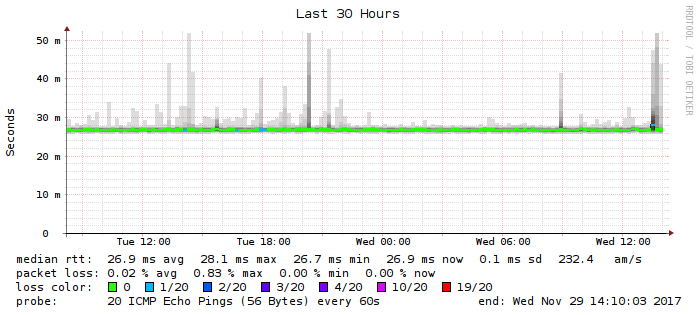 Last 30 Hours
RRDTOOL / TOBI OETIKER
Seconds
50 m
40 m
30 m
20 m
10 m
0
Tue 12:00 Tue 18:00 Wed 00:00 Wed 06:00 Wed 12:00
median rtt: 26.9 ms avg 28.1 ms max 26.7 ms min 26.9 ms now 0.1 ms sd 232.4 am/s
packet loss: 0.02 % avg 0.83 % max 0.00 % min 0.00 % now
loss color: 0 1/20 2/20 3/20 4/20 10/20 19/20
probe: 20 ICMP Echo Pings (56 Bytes) every 60s end: Wed Nov 29 14:10:03 2017